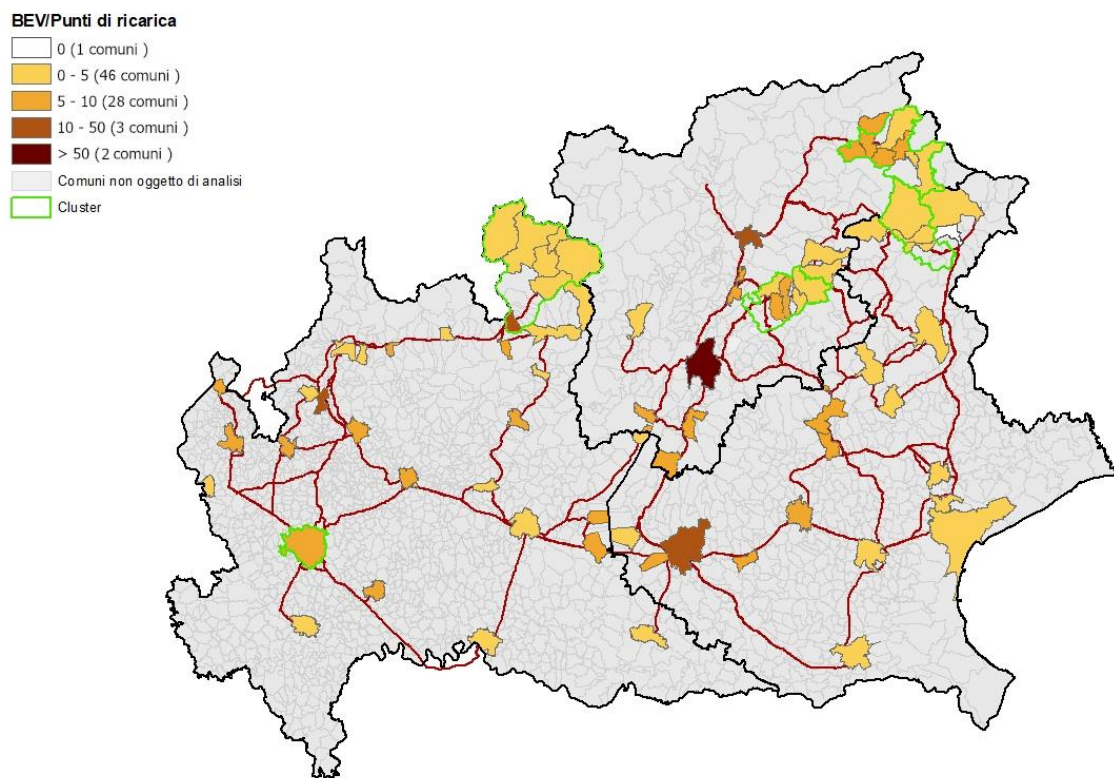 BEV/Punti di ricarica
0 (1 comuni )
0 - 5 (46 comuni )
5 - 10 (28 comuni )
10 - 50 (3 comuni )
> 50 (2 comuni )
Comuni non oggetto di analisi
Cluster